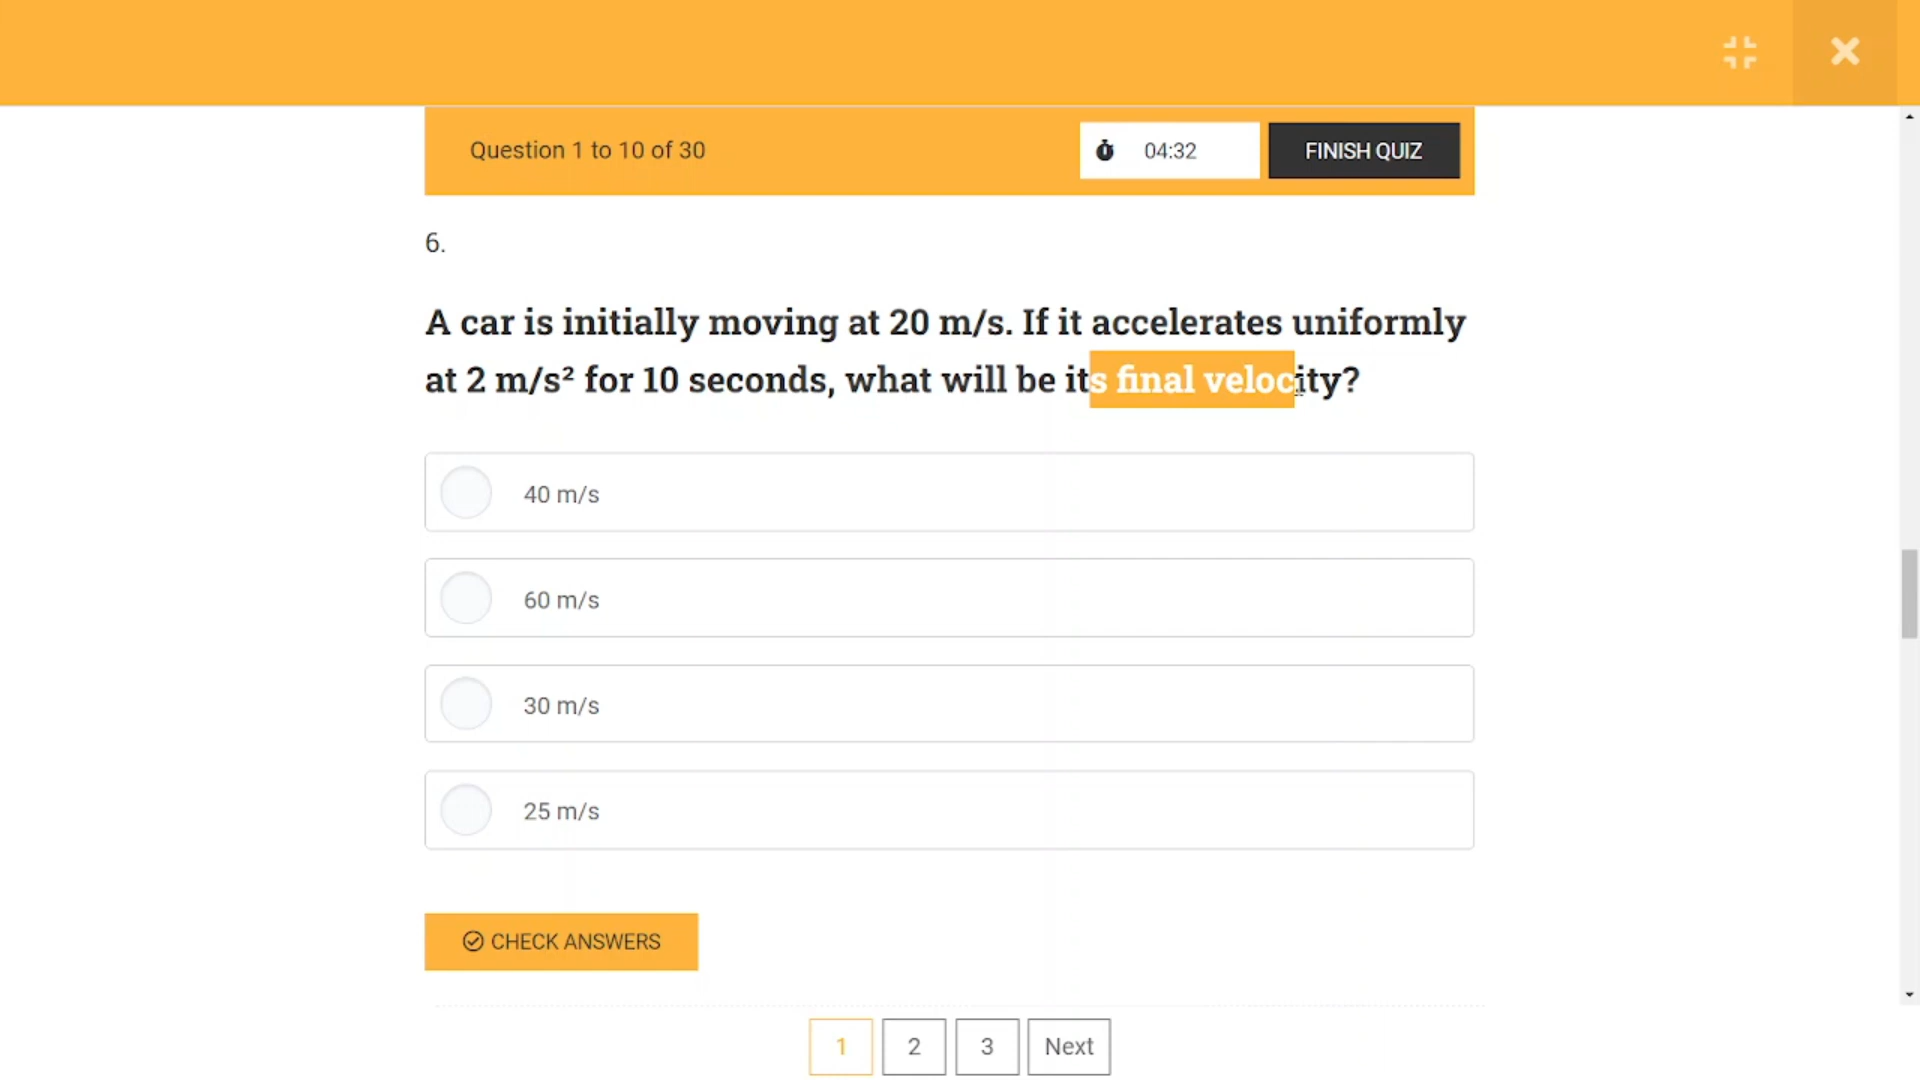 Question 1 to 10 of 30
04:32
FINISH QUIZ
6.
A car is initially moving at 20 m/s. If it accelerates uniformly
at 2 m/s² for 10 seconds, what will be its final velocity?
40 m/s
60 m/s
30 m/s
25 m/s
CHECK ANSWERS
1 2 3 Next